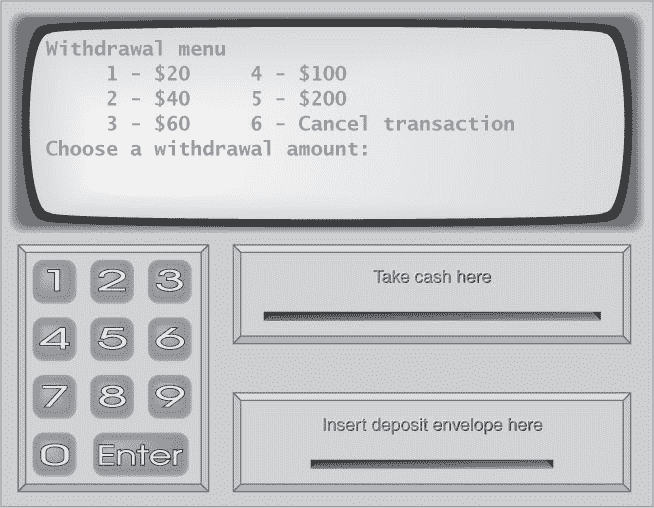 Withdrawal menu
1 - $20 4 - $100
2 - $40 5 - $200
3 - $60 6 - Cancel transaction
Choose a withdrawal amount:
1 2 3
4 5 6
7 8 9
0 Enter
Take cash here
Insert deposit envelope here